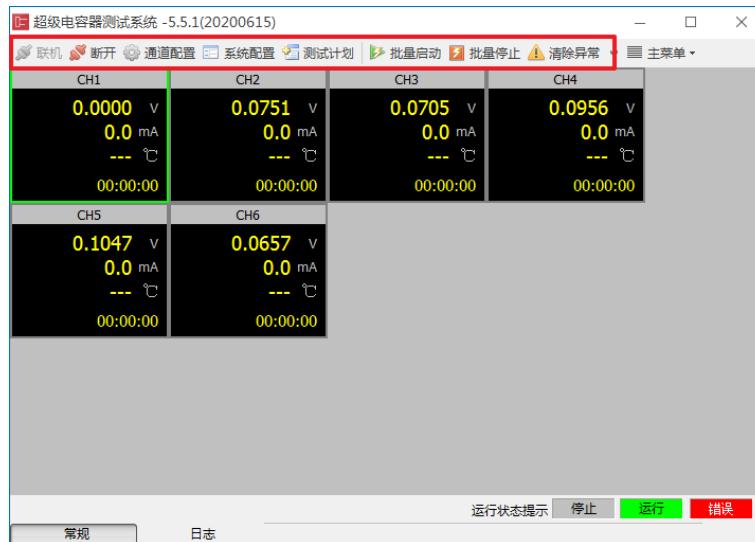 超级电容器测试系统 -5.5.1(20200615)
联机 断开 通道配置 系统配置 测试计划 批量启动 批量停止 清除异常 主菜单
CH1 CH2 CH3 CH4
0.0000 V 0.0751 V 0.0705 V 0.0956 V
0.0 mA 0.0 mA 0.0 mA 0.0 mA
--- ℃ --- ℃ --- ℃ --- ℃
00:00:00 00:00:00 00:00:00 00:00:00
CH5 CH6
0.1047 V 0.0657 V
0.0 mA 0.0 mA
--- ℃ --- ℃
00:00:00 00:00:00
运行状态提示 停止 运行 错误
常规 日志